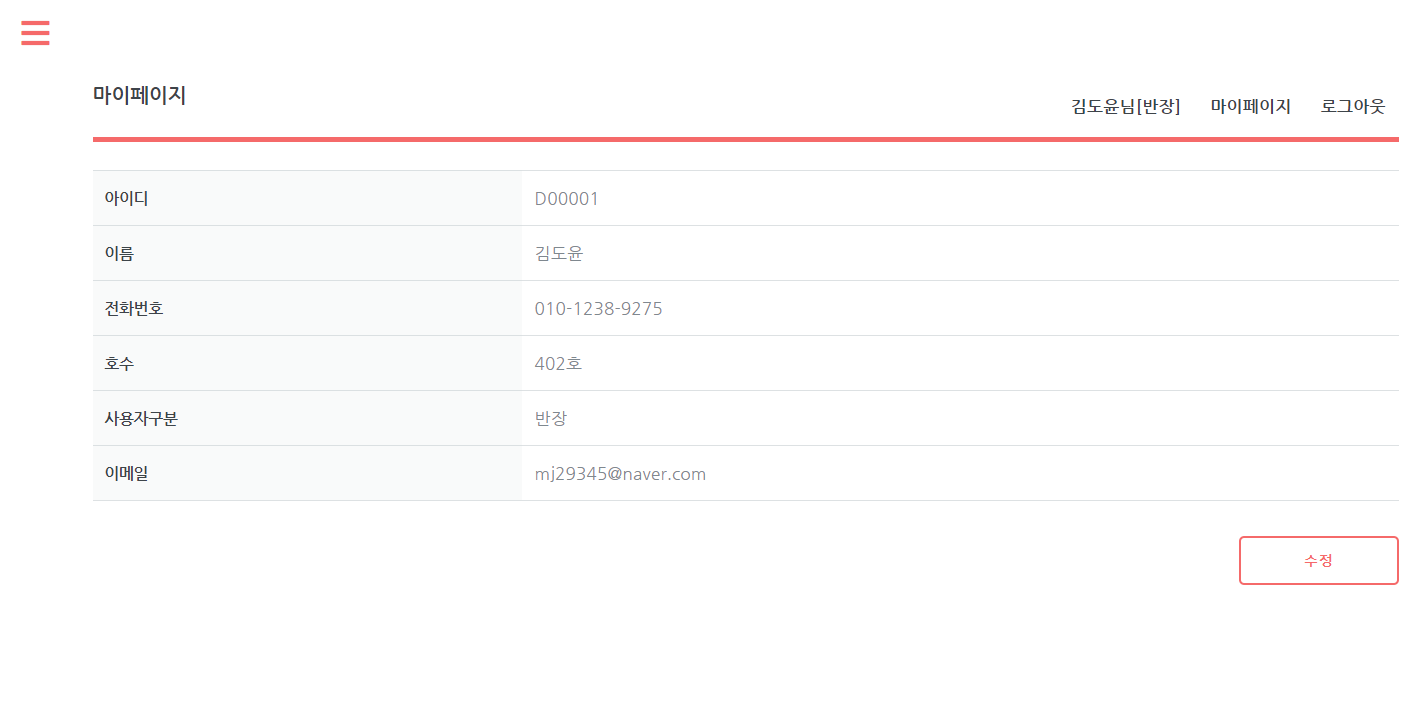 마이페이지
김도윤님[반장] 마이페이지 로그아웃
아이디 D00001
이름 김도윤
전화번호 010-1238-9275
호수 402호
사용자구분 반장
이메일 mj29345@naver.com
수정